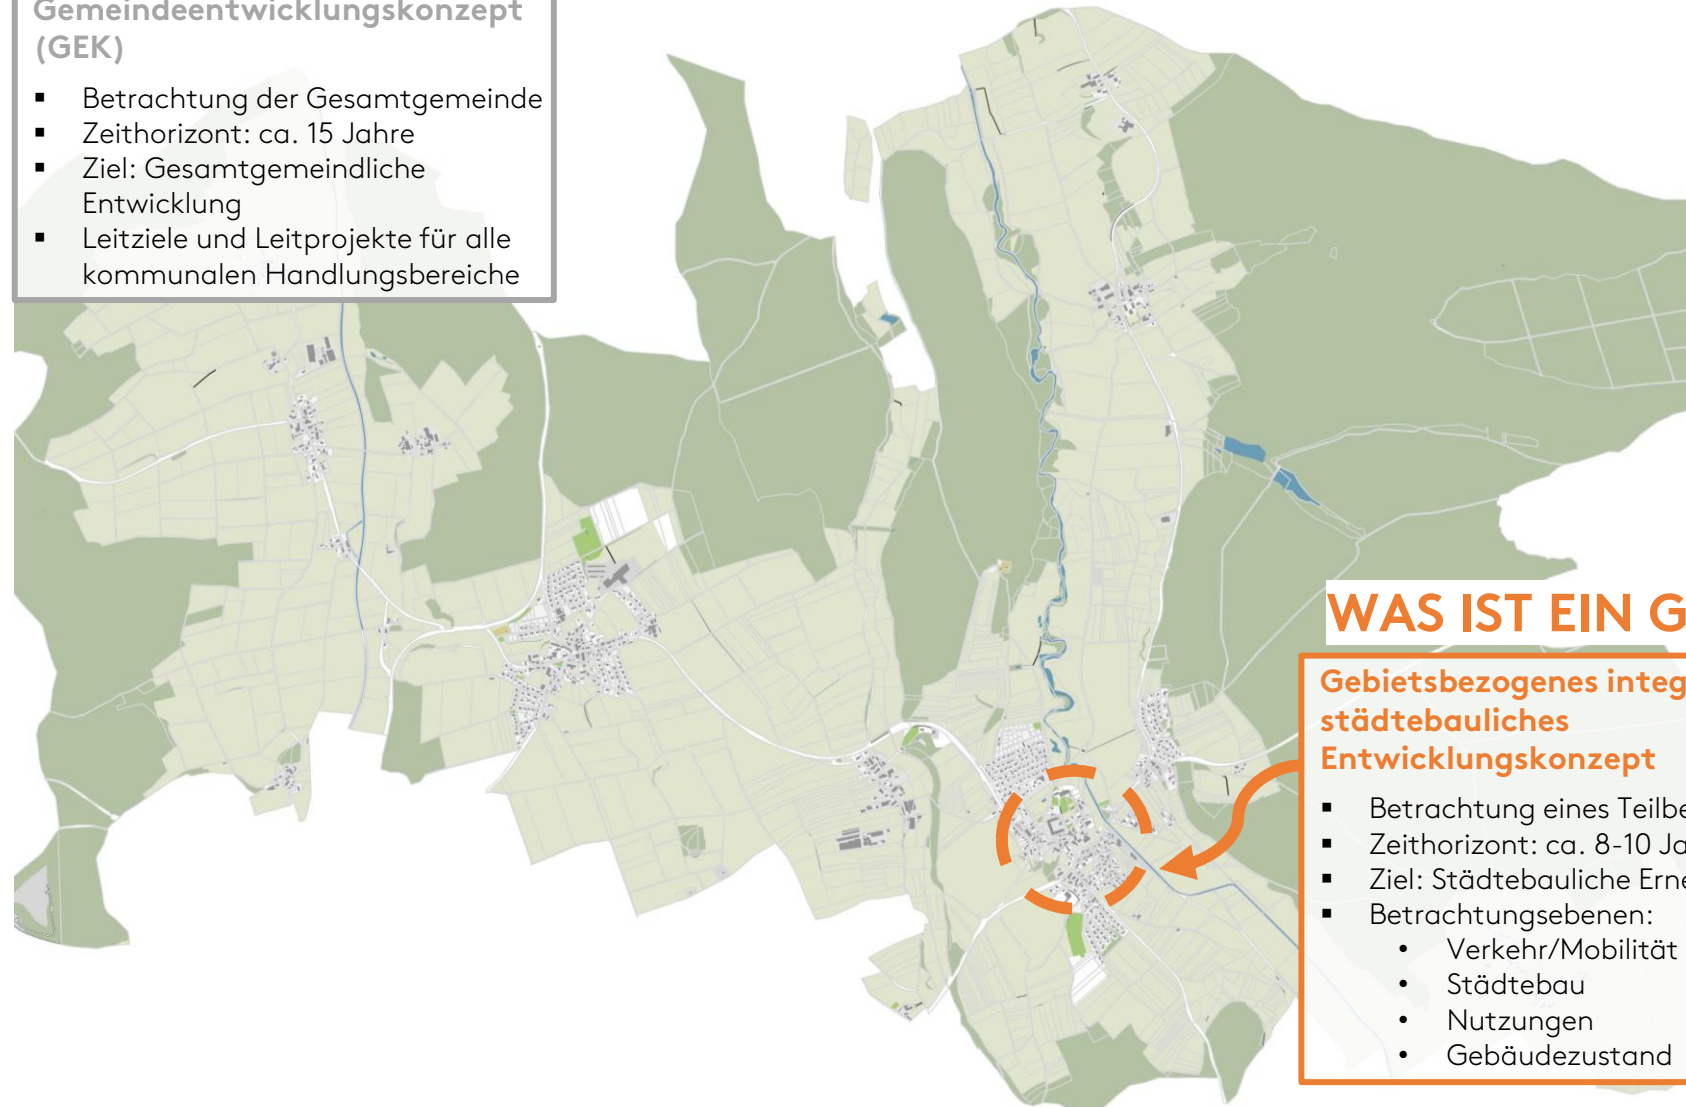 Gemeindeentwicklungskonzept
(GEK)
▪ Betrachtung der Gesamtgemeinde
▪ Zeithorizont: ca. 15 Jahre
▪ Ziel: Gesamtgemeindliche
Entwicklung
▪ Leitziele und Leitprojekte für alle
kommunalen Handlungsbereiche
WAS IST EIN G
Gebietsbezogenes integ
städtebauliches
Entwicklungskonzept
▪ Betrachtung eines Teilbe
▪ Zeithorizont: ca. 8-10 Ja
▪ Ziel: Städtebauliche Erne
▪ Betrachtungsebenen:
• Verkehr/Mobilität
• Städtebau
• Nutzungen
• Gebäudezustand